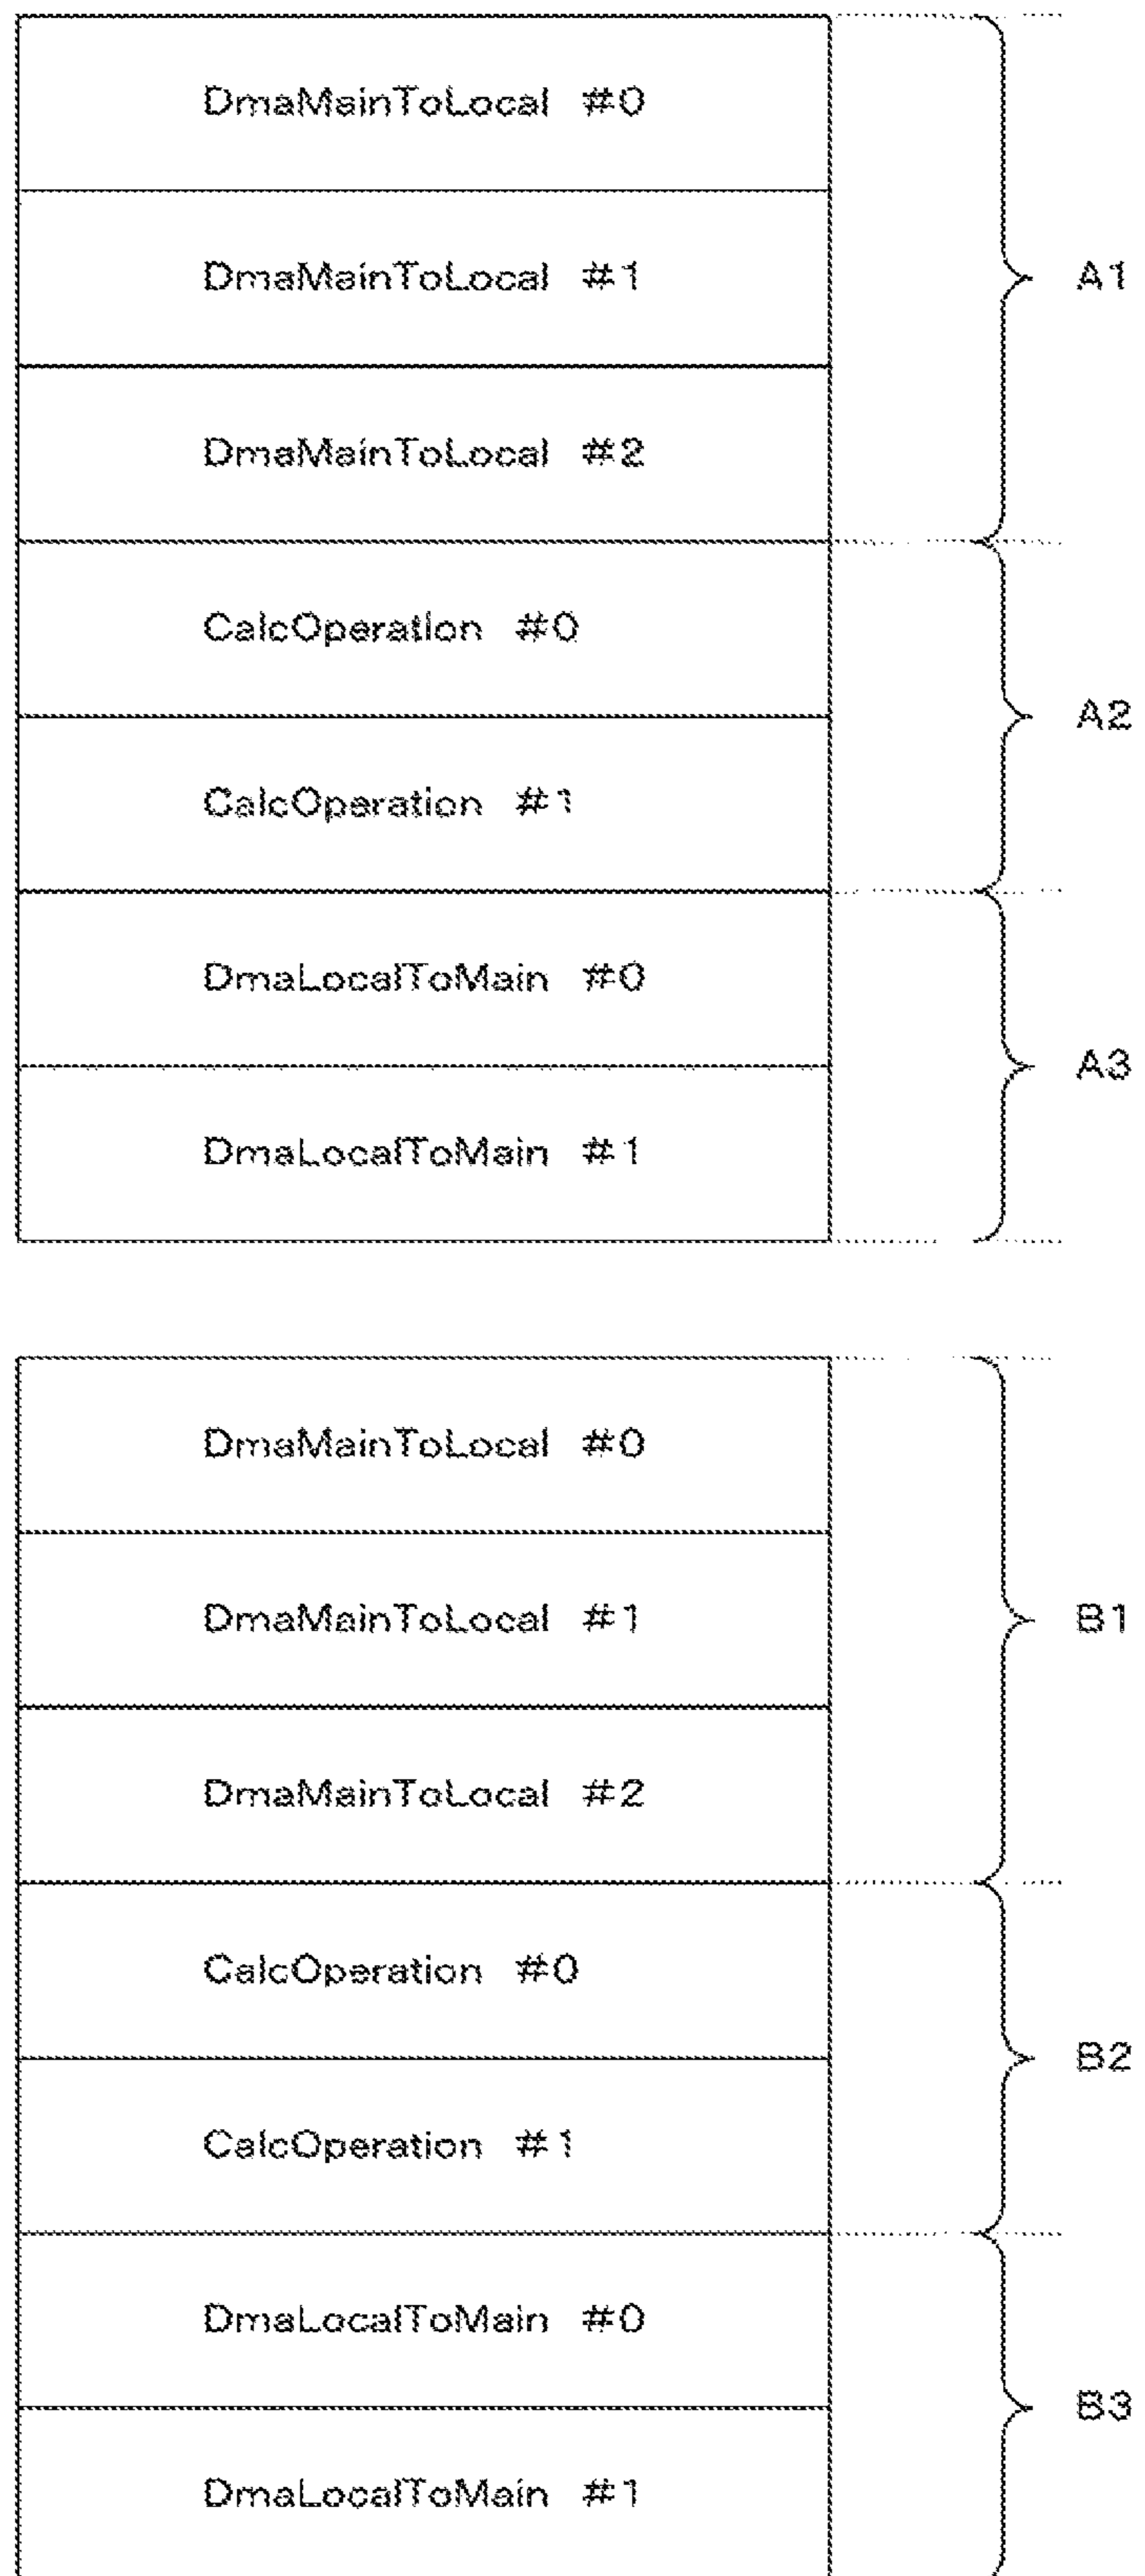 DmaMainToLocal #0
DmaMainToLocal #1
A1
DmaMainToLocal #2
CalcOperation #0
A2
CalcOperation #1
DmaLocalToMain #0
A3
DmaLocalToMain #1
DmaMainToLocal #0
DmaMainToLocal #1
B1
DmaMainToLocal #2
CalcOperation #0
B2
CalcOperation #1
DmaLocalToMain #0
B3
DmaLocalToMain #1